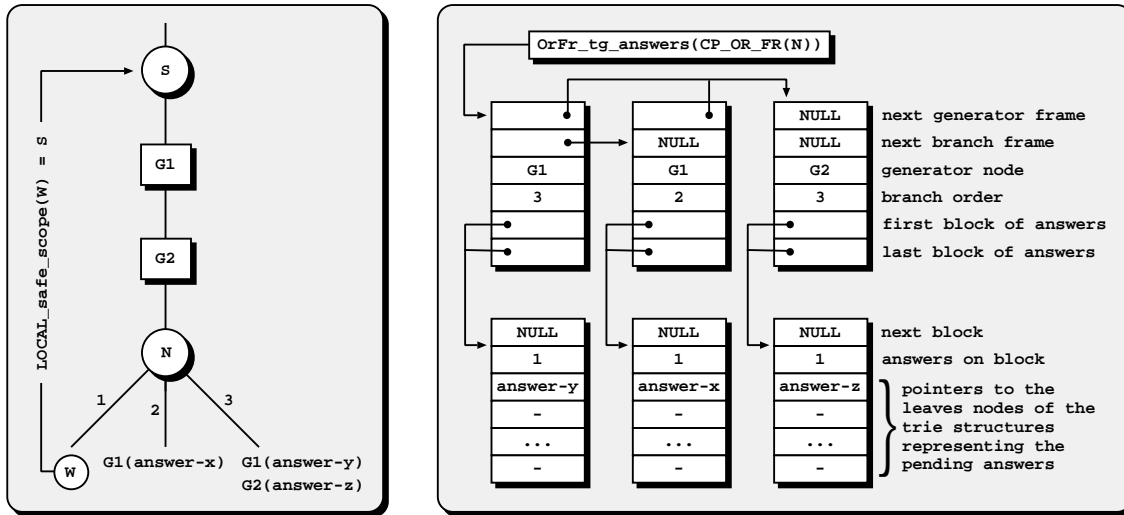 LOCAL_safe_scope(W) = S
S
G1
G2
N
1
2
3
W
G1(answer-x)
G1(answer-y)
G2(answer-z)
OrFr_tg_answers(CP_OR_FR(N))
NULL
next generator frame
NULL
NULL
next branch frame
G1
G1
G2
generator node
3
2
3
branch order
first block of answers
last block of answers
NULL
NULL
NULL
next block
1
1
1
answers on block
answer-y
answer-x
answer-z
-
-
-
...
...
...
-
-
-
pointers to the
leaves nodes of the
trie structures
representing the
pending answers